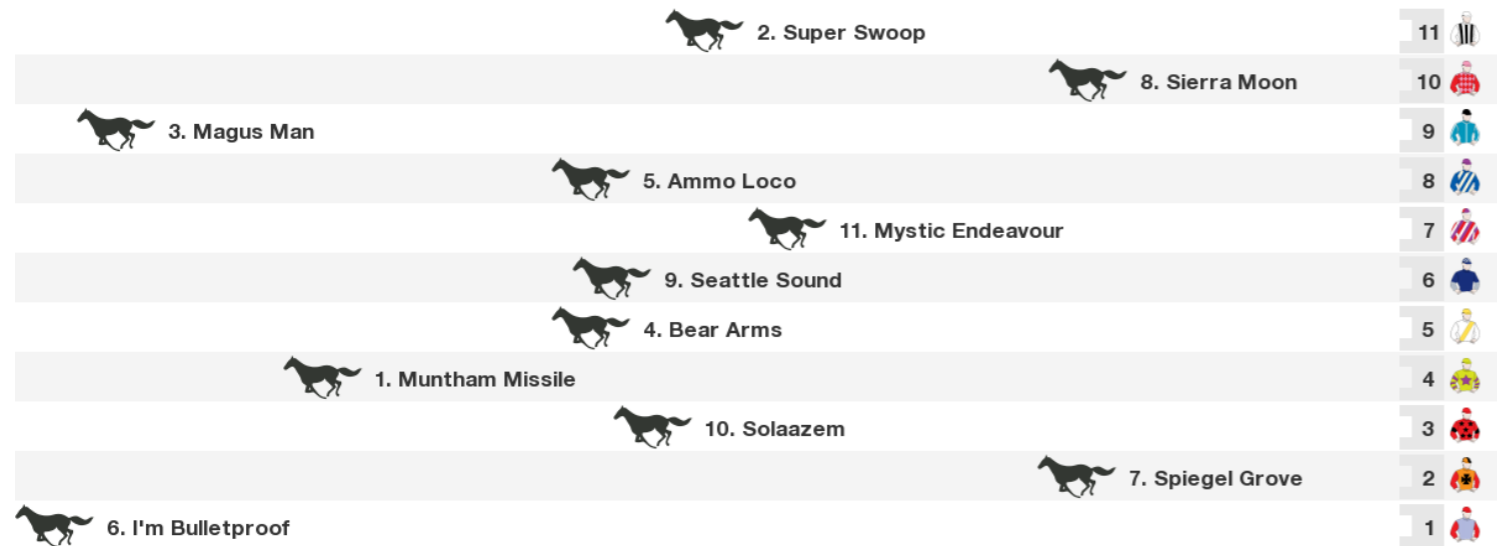 2. Super Swoop 11
8. Sierra Moon 10
3. Magus Man 9
5. Ammo Loco 8
11. Mystic Endeavour 7
9. Seattle Sound 6
4. Bear Arms 5
1. Muntham Missile 4
10. Solaazem 3
7. Spiegel Grove 2
6. I'm Bulletproof 1